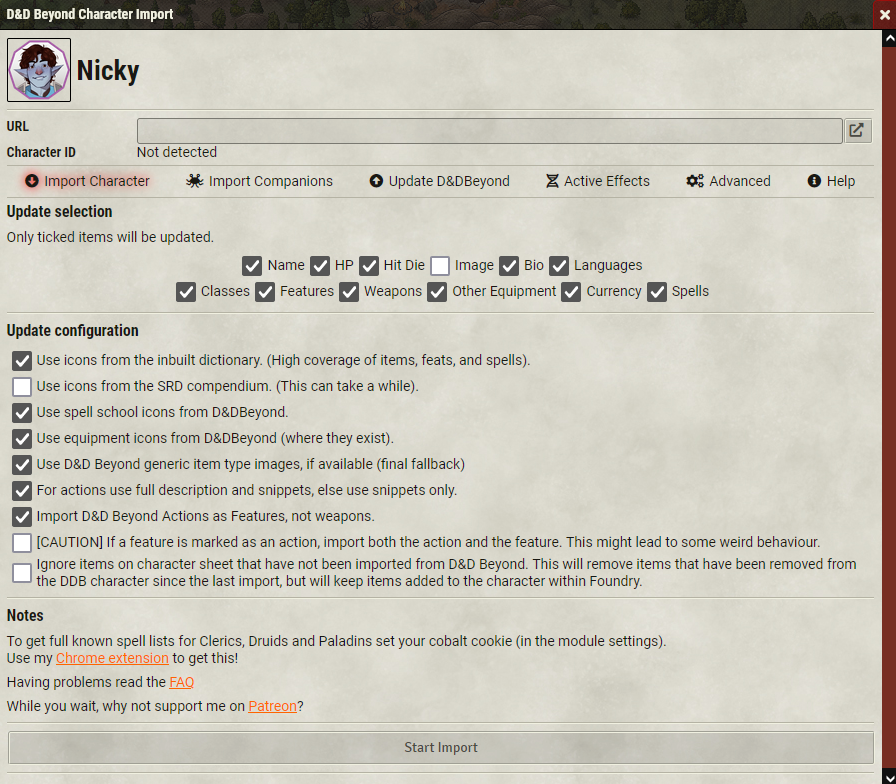 D&D Beyond Character Import
Nicky
URL
Character ID Not detected
Import Character Import Companions Update D&DBeyond Active Effects Advanced Help
Update selection
Only ticked items will be updated.
Name HP Hit Die Image Bio Languages
Classes Features Weapons Other Equipment Currency Spells
Update configuration
Use icons from the inbuilt dictionary. (High coverage of items, feats, and spells).
Use icons from the SRD compendium. (This can take a while).
Use spell school icons from D&DBeyond.
Use equipment icons from D&DBeyond (where they exist).
Use D&D Beyond generic item type images, if available (final fallback)
For actions use full description and snippets, else use snippets only.
Import D&D Beyond Actions as Features, not weapons.
[CAUTION] If a feature is marked as an action, import both the action and the feature. This might lead to some weird behaviour.
Ignore items on character sheet that have not been imported from D&D Beyond. This will remove items that have been removed from
the DDB character since the last import, but will keep items added to the character within Foundry.
Notes
To get full known spell lists for Clerics, Druids and Paladins set your cobalt cookie (in the module settings).
Use my Chrome extension to get this!
Having problems read the FAQ
While you wait, why not support me on Patreon?
Start Import